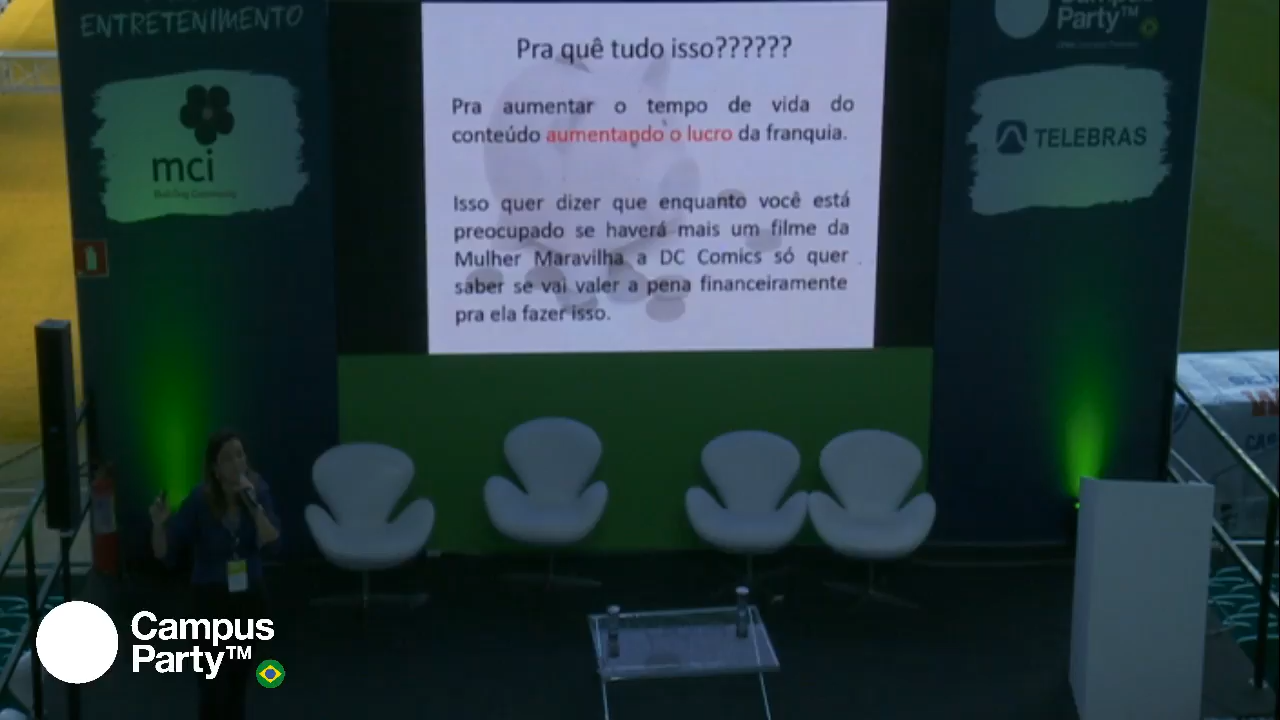 ENTRETENIMENTO
mci
Pra quê tudo isso??????
Pra aumentar o tempo de vida do
conteúdo aumentando o lucro da franquia.
Isso quer dizer que enquanto você está
preocupado se haverá mais um filme da
Mulher Maravilha a DC Comics só quer
saber se vai valer a pena financeiramente
pra ela fazer isso.
Party™
TELEBRAS
Campus
Party™